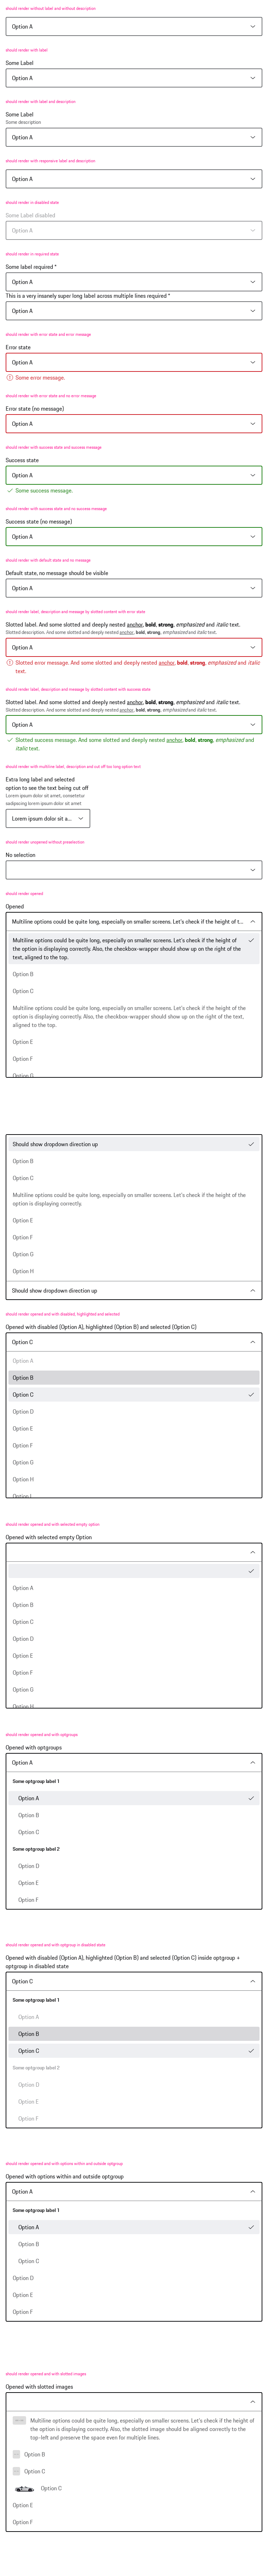 should render without label and without description
Option A
should render with label
Some Label
Option A
should render with label and description
Some Label
Some description
Option A
should render with responsive label and description
Option A
should render in disabled state
Some Label disabled
Option A
should render in required state
Some label required *
Option A
This is a very insanely super long label across multiple lines required *
Option A
should render with error state and error message
Error state
Option A
Some error message.
should render with error state and no error message
Error state (no message)
Option A
should render with success state and success message
Success state
Option A
Some success message.
should render with success state and no success message
Success state (no message)
Option A
should render with default state and no message
Default state, no message should be visible
Option A
should render label, description and message by slotted content with error state
Slotted label. And some slotted and deeply nested anchor, bold, strong, emphasized and italic text.
Slotted description. And some slotted and deeply nested anchor, bold, strong, emphasized and italic text.
Option A
Slotted error message. And some slotted and deeply nested anchor, bold, strong, emphasized and italic
text.
should render label, description and message by slotted content with success state
Slotted label. And some slotted and deeply nested anchor, bold, strong, emphasized and italic text.
Slotted description. And some slotted and deeply nested anchor, bold, strong, emphasized and italic text.
Option A
Slotted success message. And some slotted and deeply nested anchor, bold, strong, emphasized and
italic text.
should render with multiline label, description and cut off too long option text
Extra long label and selected
option to see the text being cut off
Lorem ipsum dolor sit amet, consetetur
sadipscing lorem ipsum dolor sit amet
Lorem ipsum dolor sit a...
should render unopened without preselection
No selection
should render opened
Opened
Multiline options could be quite long, especially on smaller screens. Let's check if the height of t...
Multiline options could be quite long, especially on smaller screens. Let's check if the height of
the option is displaying correctly. Also, the checkbox-wrapper should show up on the right of the
text, aligned to the top.
Option B
Option C
Multiline options could be quite long, especially on smaller screens. Let's check if the height of the
option is displaying correctly. Also, the checkbox-wrapper should show up on the right of the text,
aligned to the top.
Option E
Option F
Option G
Should show dropdown direction up
Option B
Option C
Multiline options could be quite long, especially on smaller screens. Let's check if the height of the
option is displaying correctly.
Option E
Option F
Option G
Option H
Should show dropdown direction up
should render opened and with disabled, highlighted and selected
Opened with disabled (Option A), highlighted (Option B) and selected (Option C)
Option C
Option A
Option B
Option C
Option D
Option E
Option F
Option G
Option H
Option I
should render opened and with selected empty option
Opened with selected empty Option
Option A
Option B
Option C
Option D
Option E
Option F
Option G
Option H
should render opened and with optgroups
Opened with optgroups
Option A
Some optgroup label 1
Option A
Option B
Option C
Some optgroup label 2
Option D
Option E
Option F
should render opened and with optgroup in disabled state
Opened with disabled (Option A), highlighted (Option B) and selected (Option C) inside optgroup +
optgroup in disabled state
Option C
Some optgroup label 1
Option A
Option B
Option C
Some optgroup label 2
Option D
Option E
Option F
should render opened and with options within and outside optgroup
Opened with options within and outside optgroup
Option A
Some optgroup label 1
Option A
Option B
Option C
Option D
Option E
Option F
should render opened and with slotted images
Opened with slotted images
Multiline options could be quite long, especially on smaller screens. Let's check if the height of
the option is displaying correctly. Also, the slotted image should be aligned correctly to the
top-left and preserve the space even for multiple lines.
Option B
Option C
Option C
Option E
Option F